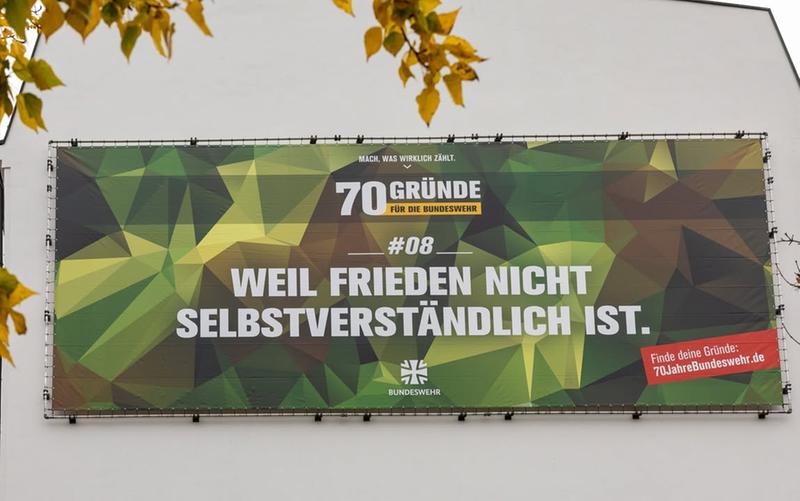 MACH, WAS WIRKLICH ZÄHLT.
70 GRÜNDE
FÜR DIE BUNDESWEHR
#08
WEIL FRIEDEN NICHT
SELBSTVERSTÄNDLICH IST.
Finde deine Gründe:
70JahreBundeswehr.de
BUNDESWEHR